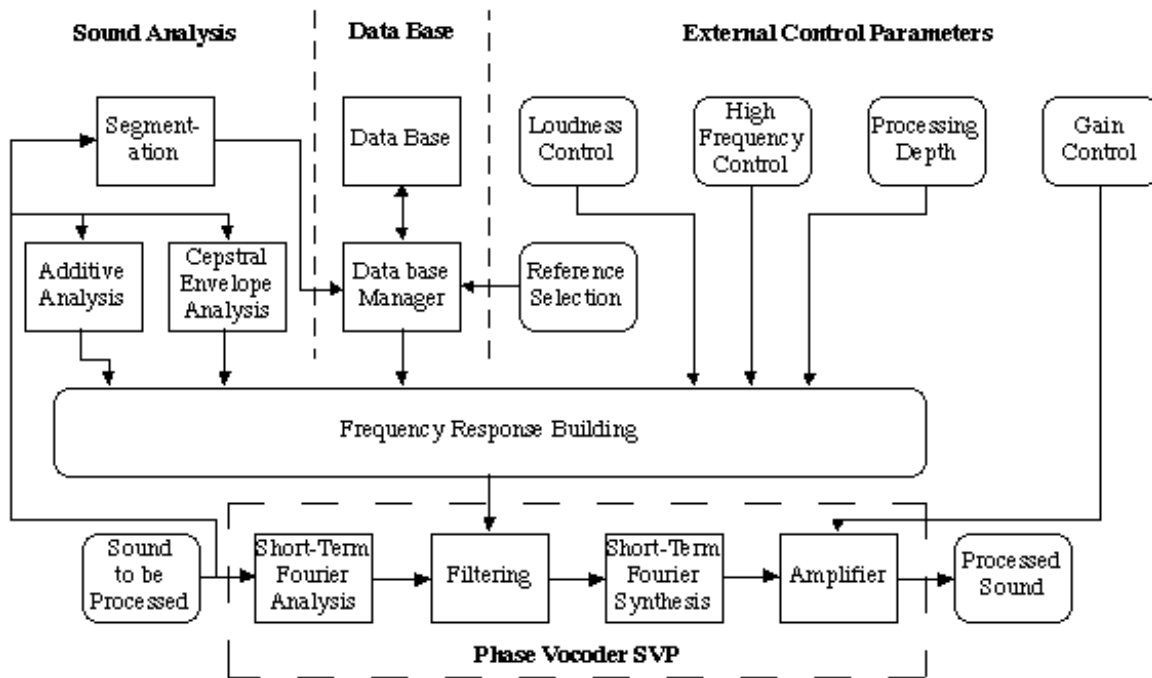 Sound Analysis
Data Base
External Control Parameters
Segment-
ation
Data Base
Loudness
Control
High
Frequency
Control
Processing
Depth
Gain
Control
Additive
Analysis
Cepstral
Envelope
Analysis
Data base
Manager
Reference
Selection
Frequency Response Building
Sound
to be
Processed
Short-Term
Fourier
Analysis
Filtering
Short-Term
Fourier
Synthesis
Amplifier
Processed
Sound
Phase Vocoder SVP